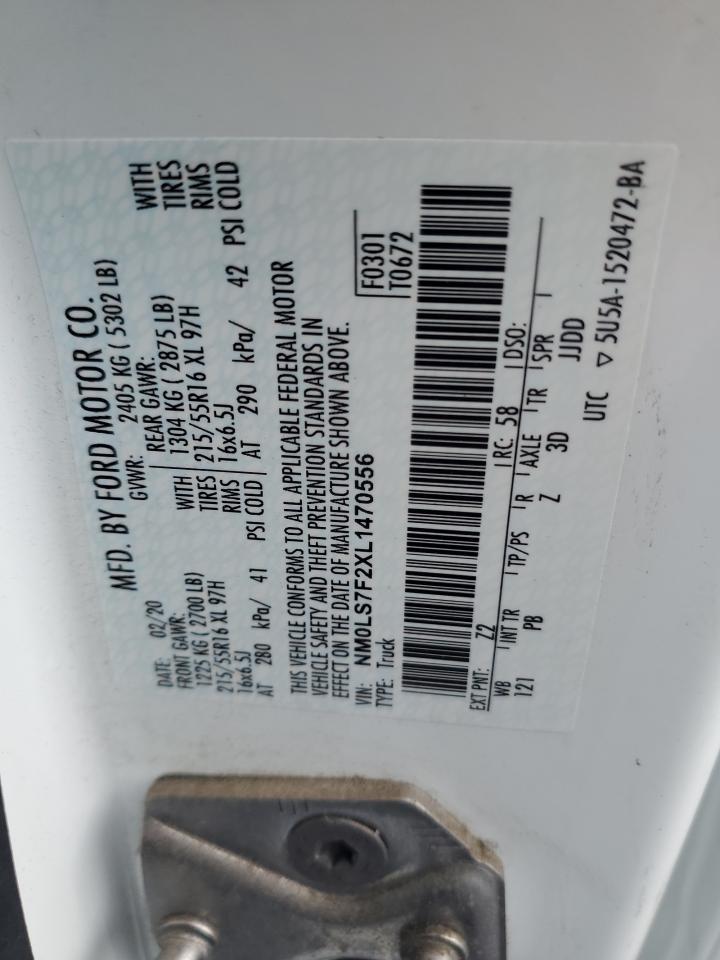 MFD. BY FORD MOTOR CO.
DATE: 02/20 GVWR: 2405 KG ( 5302 LB)
FRONT GAWR: REAR GAWR:
1225 KG ( 2700 LB) WITH 1304 KG ( 2875 LB) WITH
215/55R16 XL 97H TIRES 215/55R16 XL 97H TIRES
16x6.5J RIMS 16x6.5J RIMS
AT 280 kPa/ 41 PSI COLD AT 290 kPa/ 42 PSI COLD
THIS VEHICLE CONFORMS TO ALL APPLICABLE FEDERAL MOTOR
VEHICLE SAFETY AND THEFT PREVENTION STANDARDS IN
EFFECT ON THE DATE OF MANUFACTURE SHOWN ABOVE.
VIN: NM0LS7F2XL1470556 F0301
TYPE: Truck T0672
EXT PNT: Z2 RC: 58 DSO:
WB INT TR TP/PS R AXLE TR SPR
121 PB Z 3D JJDD
UTC ▽ 5U5A-1520472-BA